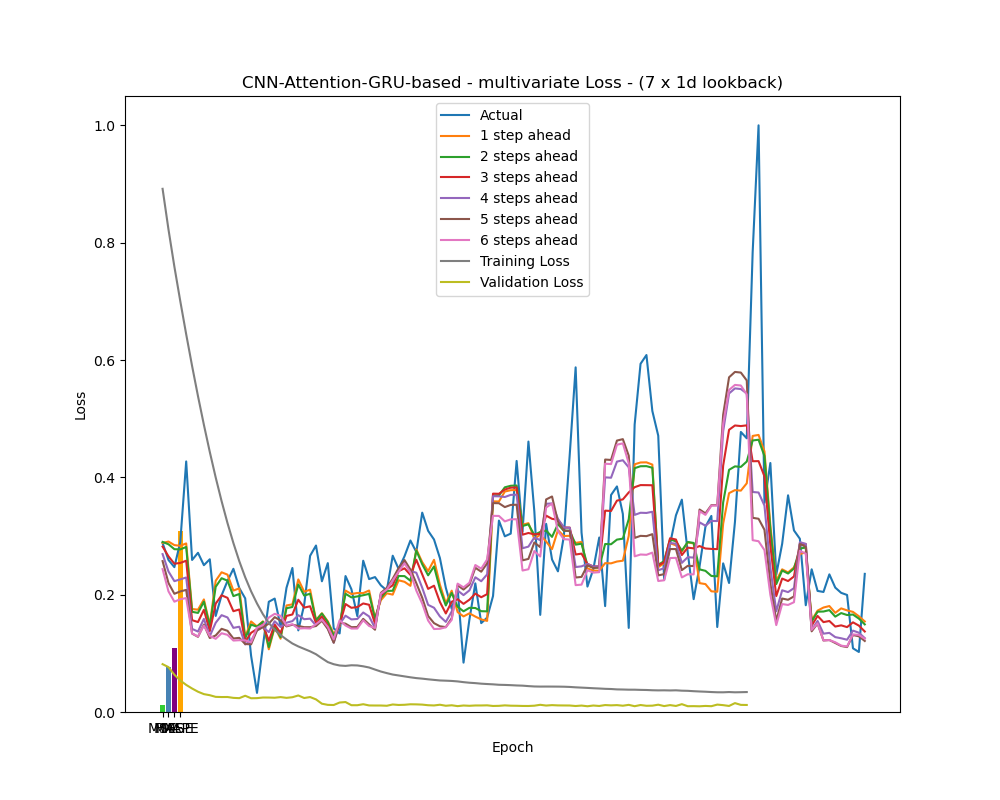 CNN-Attention-GRU-based - multivariate Loss - (7 x 1d lookback)
Actual
1 step ahead
2 steps ahead
3 steps ahead
4 steps ahead
5 steps ahead
6 steps ahead
Training Loss
Validation Loss
1.0
0.8
0.6
0.4
0.2
0.0
Loss
Epoch